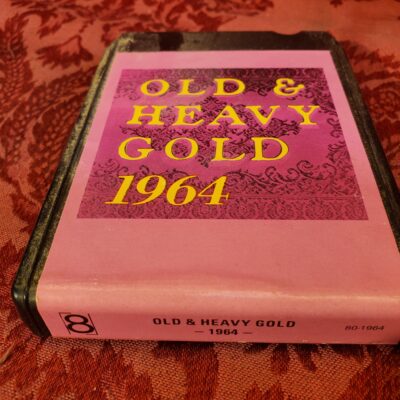 OLD &
HEAVY
GOLD
1964
8
OLD & HEAVY GOLD
– 1964 –
80-1964